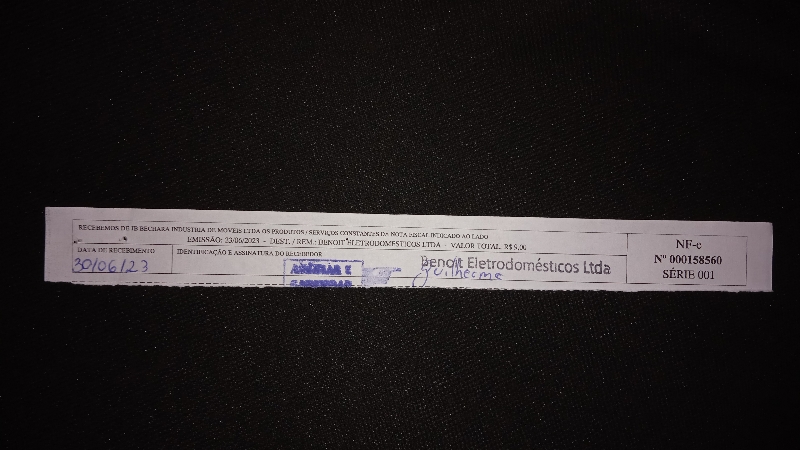 RECEBEMOS DE IB BECHARA INDUSTRIA DE MOVEIS LTDA OS PRODUTOS / SERVIÇOS CONSTANTES DA NOTA FISCAL INDICADO AO LADO
EMISSÃO: 23/06/2023 - DEST. / REM.: BENOIT ELETRODOMESTICOS LTDA - VALOR TOTAL: R$ 9,00
DATA DE RECEBIMENTO
30/06/23
IDENTIFICAÇÃO E ASSINATURA DO RECEBEDOR
benoit Eletrodomésticos Ltda
Guilherme
NF-e
Nº 000158560
SÉRIE 001